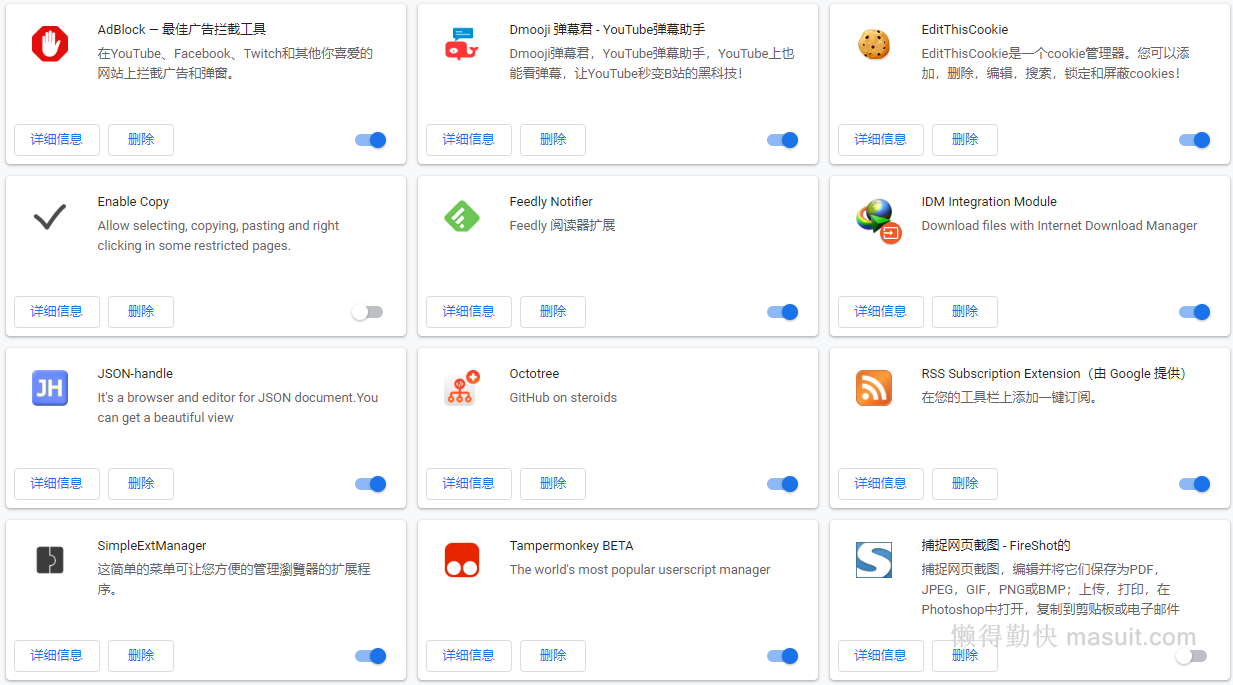 AdBlock — 最佳广告拦截工具
在YouTube、Facebook、Twitch和其他你喜爱的
网站上拦截广告和弹窗。
详细信息
删除
Dmooji 弹幕君 - YouTube弹幕助手
Dmooji弹幕君，YouTube弹幕助手，YouTube上也
能看弹幕，让YouTube秒变B站的黑科技！
详细信息
删除
EditThisCookie
EditThisCookie是一个cookie管理器。您可以添
加，删除，编辑，搜索，锁定和屏蔽cookies！
详细信息
删除
Enable Copy
Allow selecting, copying, pasting and right
clicking in some restricted pages.
详细信息
删除
Feedly Notifier
Feedly 阅读器扩展
详细信息
删除
IDM Integration Module
Download files with Internet Download Manager
详细信息
删除
JH
JSON-handle
It's a browser and editor for JSON document.You
can get a beautiful view
详细信息
删除
Octotree
GitHub on steroids
详细信息
删除
RSS Subscription Extension（由 Google 提供）
在您的工具栏上添加一键订阅。
详细信息
删除
SimpleExtManager
这简单的菜单可让您方便的管理瀏覽器的扩展程
序。
详细信息
删除
Tampermonkey BETA
The world's most popular userscript manager
详细信息
删除
S
捕捉网页截图 - FireShot的
捕捉网页截图，编辑并将它们保存为PDF，
JPEG，GIF，PNG或BMP；上传，打印，在
Photoshop中打开，复制到剪贴板或电子邮件
懒得勤快 masuit.com
详细信息
删除